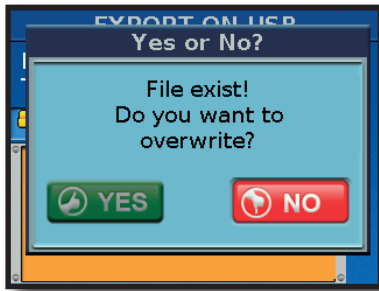 EXPORT ON USB
Yes or No?
File exist!
Do you want to
overwrite?
YES
NO